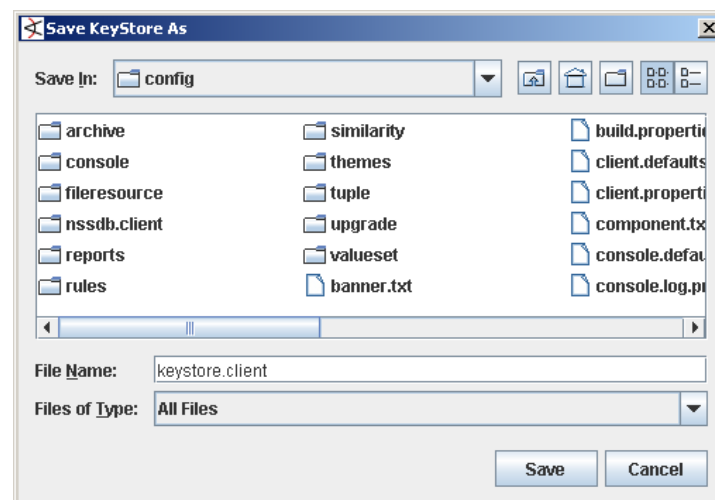 Save KeyStore As
Save In: config
archive similarity build.propertie
console themes client.defaults
fileresource tuple client.properti
nssdb.client upgrade component.tx
reports valueset console.defau
rules banner.txt console.log.pr
File Name: keystore.client
Files of Type: All Files
Save Cancel